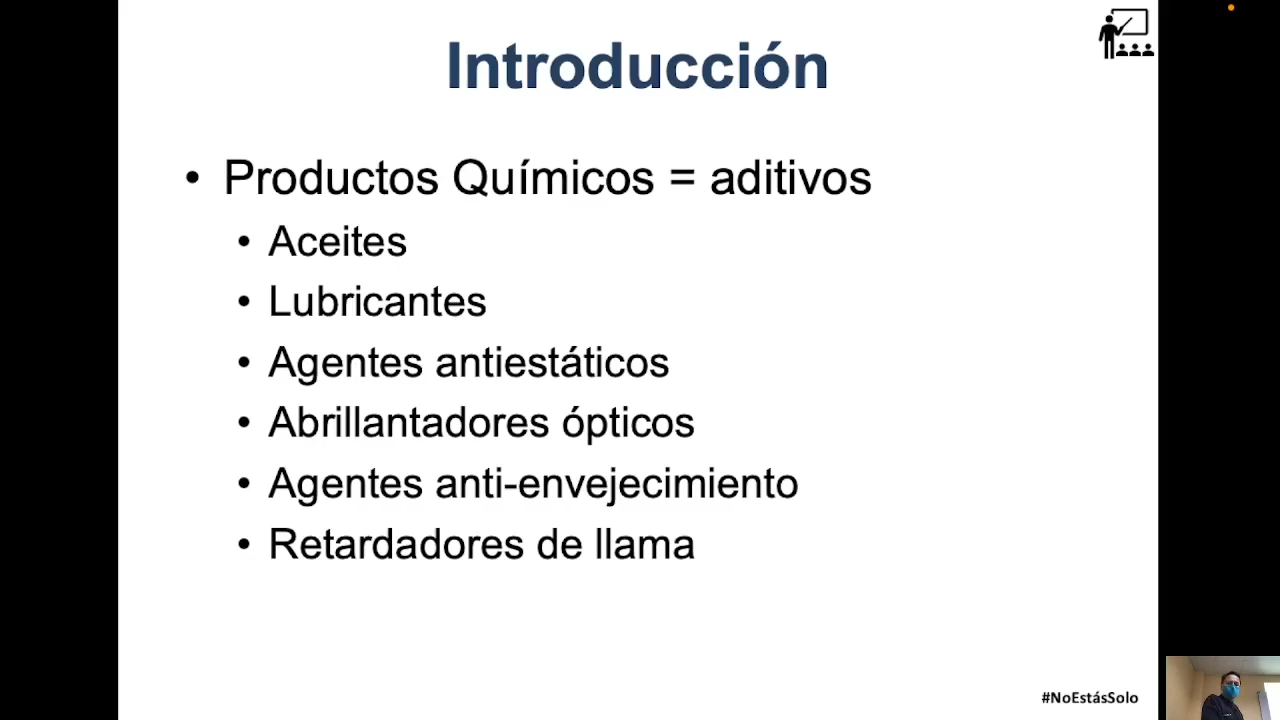 Introducción
• Productos Químicos = aditivos
• Aceites
• Lubricantes
• Agentes antiestáticos
• Abrillantadores ópticos
• Agentes anti-envejecimiento
• Retardadores de llama
#NoEstásSolo